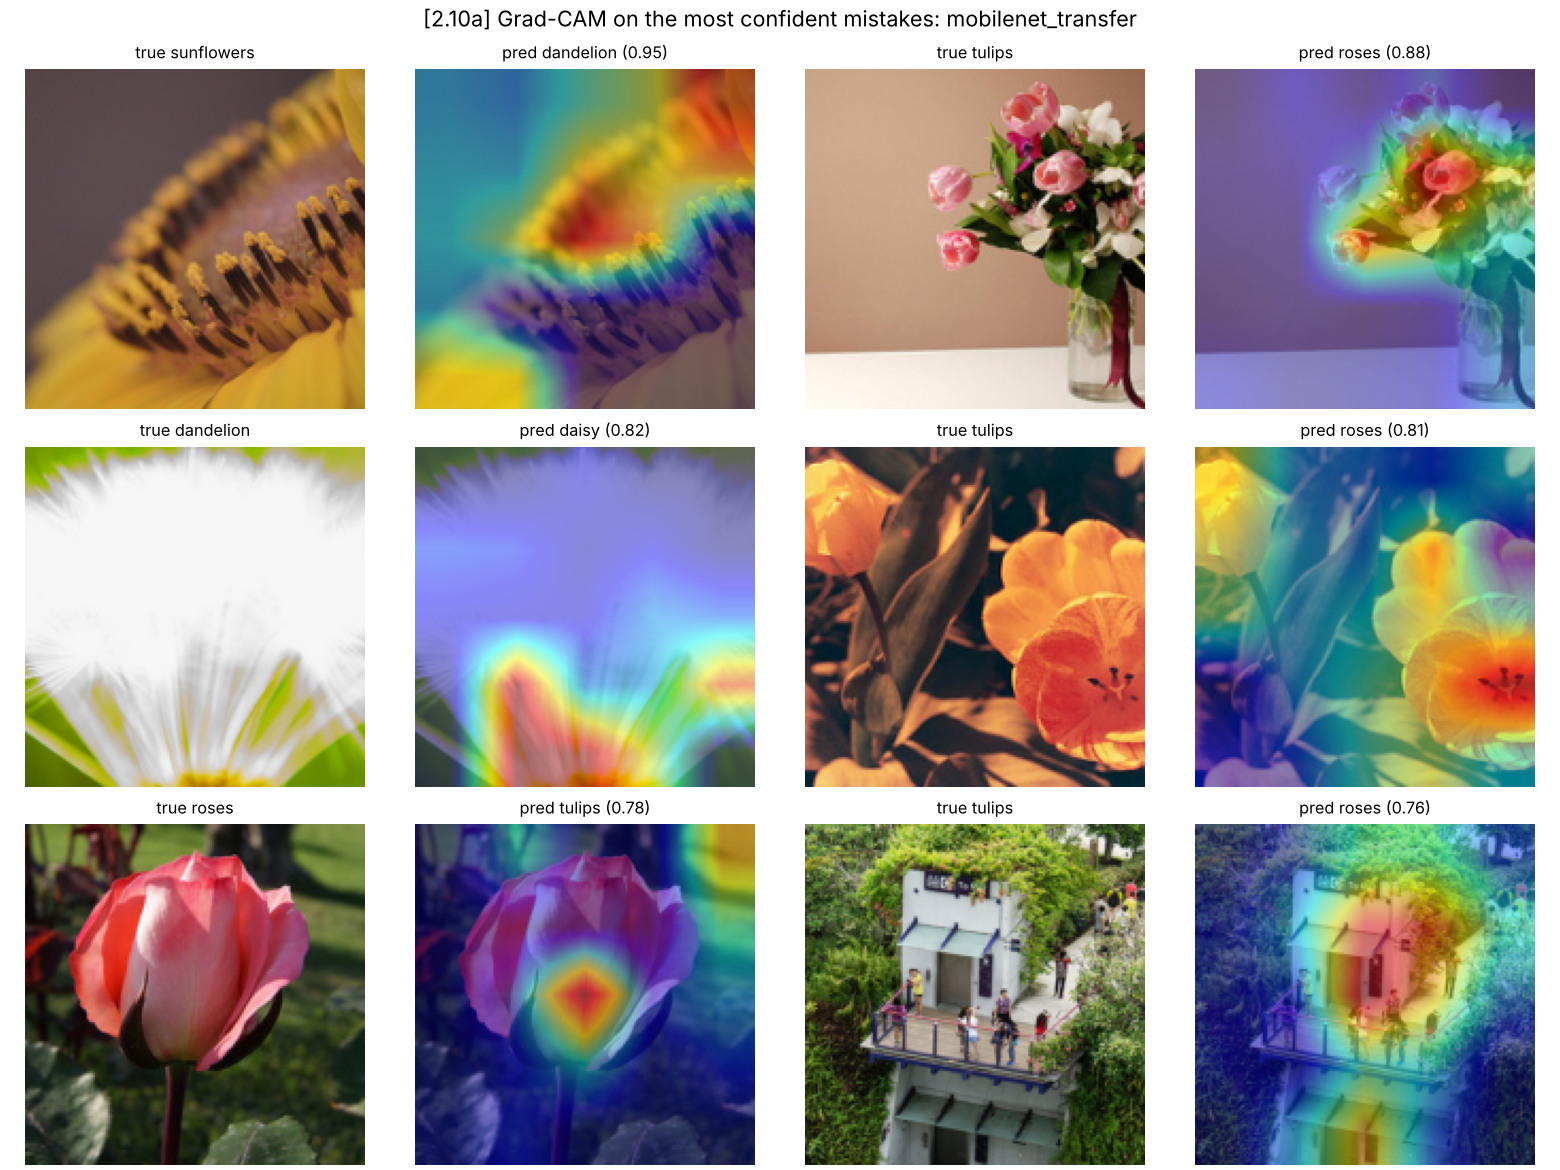 [2.10a] Grad-CAM on the most confident mistakes: mobilenet_transfer
true sunflowers
pred dandelion (0.95)
true tulips
pred roses (0.88)
true dandelion
pred daisy (0.82)
true tulips
pred roses (0.81)
true roses
pred tulips (0.78)
true tulips
pred roses (0.76)